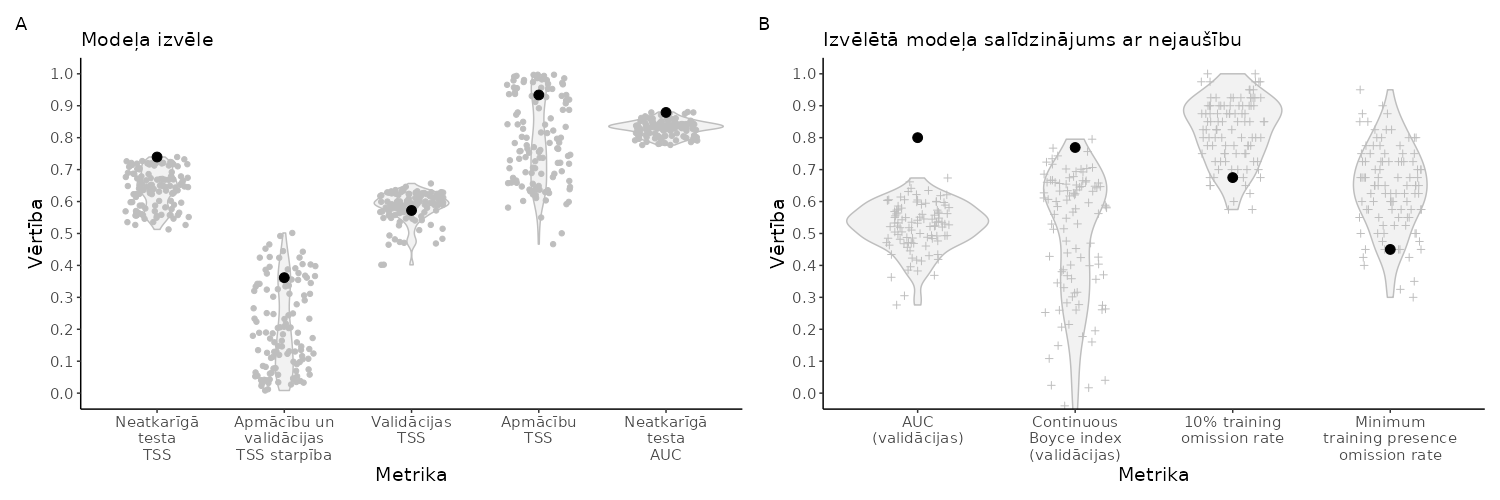 A
Modeļa izvēle
Vērtība
1.0
0.9
0.8
0.7
0.6
0.5
0.4
0.3
0.2
0.1
0.0
Neatkarīgā
testa
TSS
Apmācību un
validācijas
TSS starpība
Validācijas
TSS
Apmācību
TSS
Neatkarīgā
testa
AUC
Metrika
B
Izvēlētā modeļa salīdzinājums ar nejaušību
Vērtība
1.0
0.9
0.8
0.7
0.6
0.5
0.4
0.3
0.2
0.1
0.0
AUC
(validācijas)
Continuous
Boyce index
(validācijas)
10% training
omission rate
Minimum
training presence
omission rate
Metrika